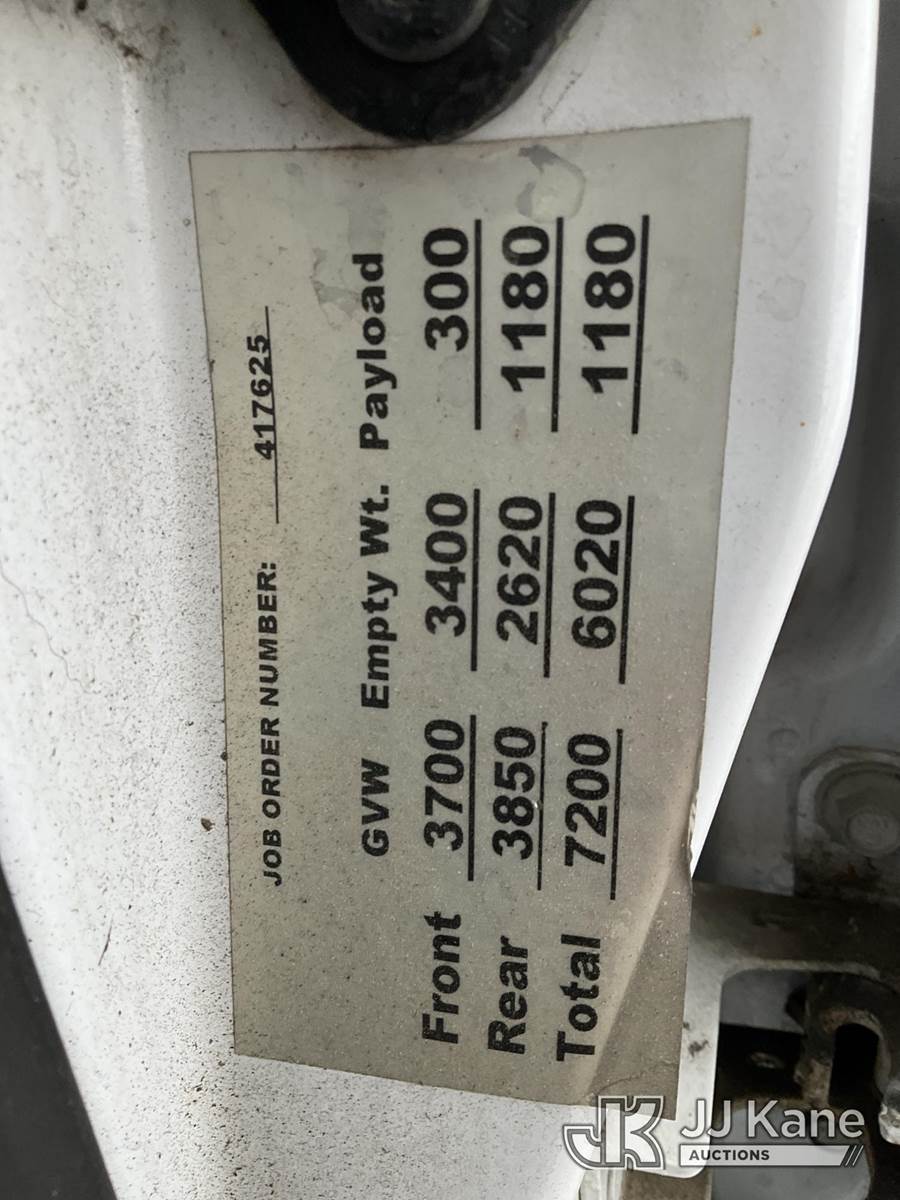 JOB ORDER NUMBER: 417625
GVW Empty Wt. Payload
Front 3700 3400 300
Rear 3850 2620 1180
Total 7200 6020 1180
JK JJ Kane
AUCTIONS